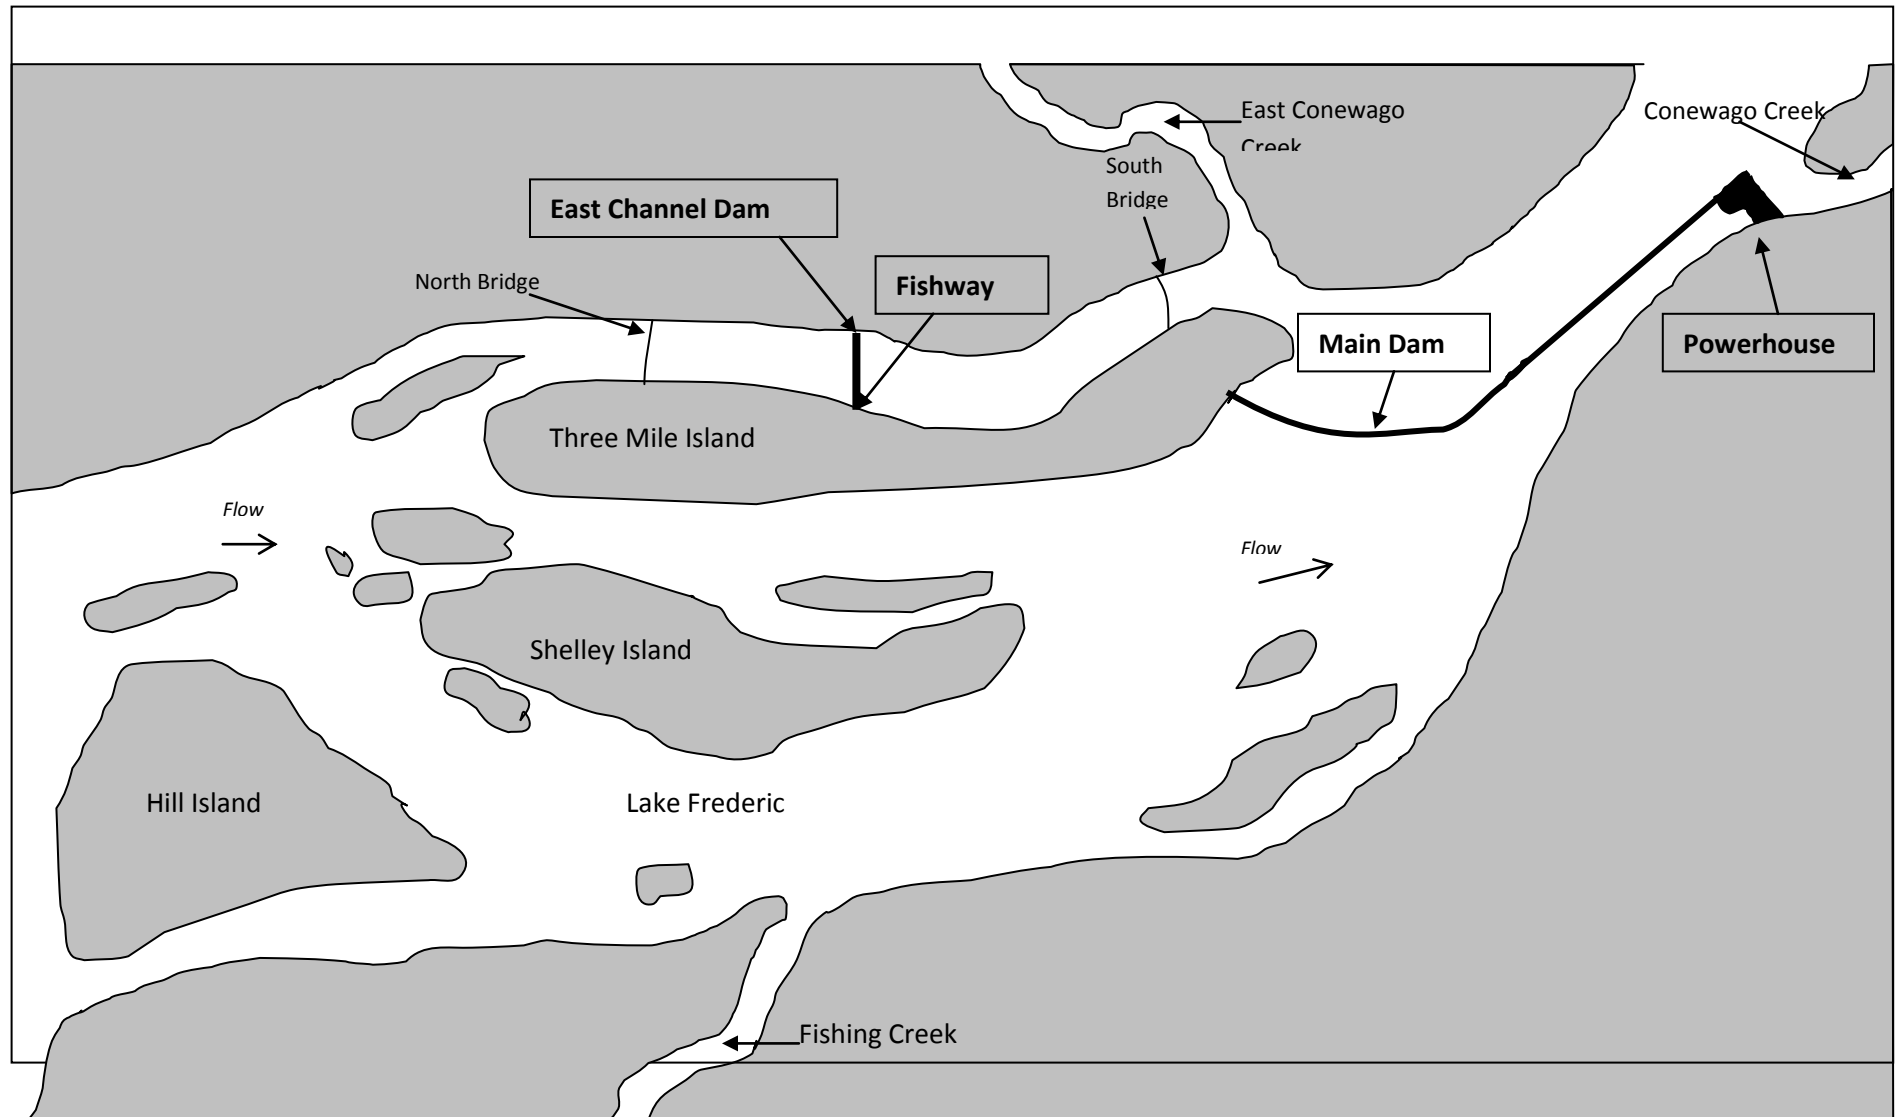 East Conewago
Creek
Conewago Creek
South
Bridge
East Channel Dam
Fishway
North Bridge
Main Dam
Powerhouse
Three Mile Island
Flow
Flow
Shelley Island
Hill Island
Lake Frederic
Fishing Creek